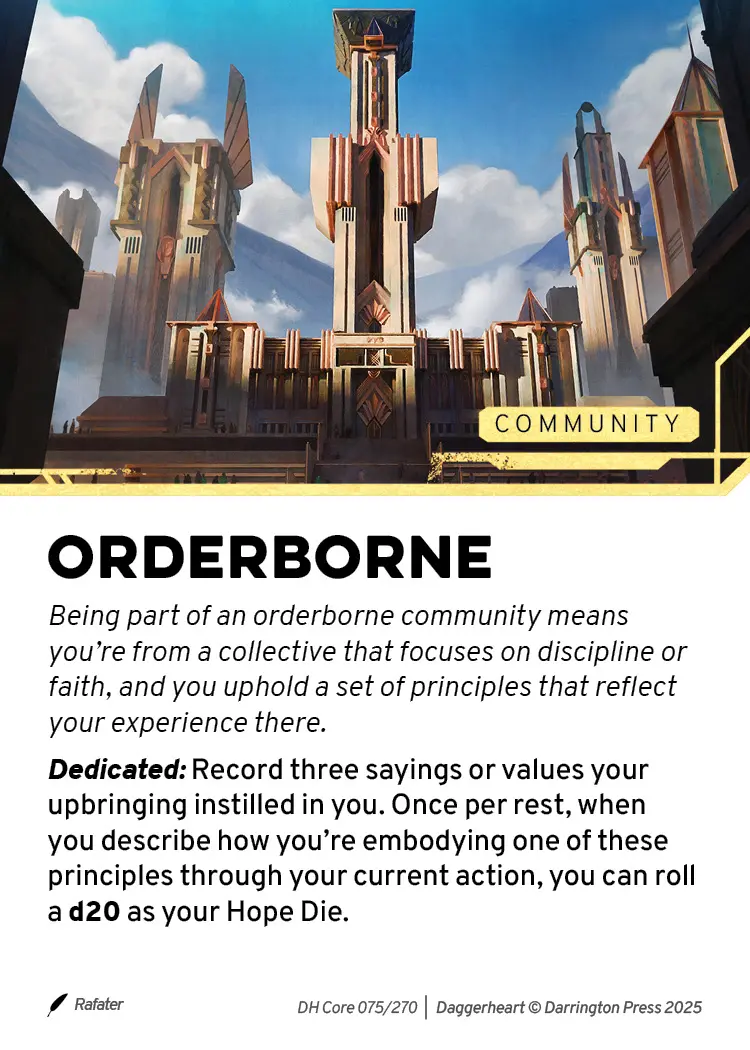 COMMUNITY
ORDERBORNE
Being part of an orderborne community means
you're from a collective that focuses on discipline or
faith, and you uphold a set of principles that reflect
your experience there.
Dedicated: Record three sayings or values your
upbringing instilled in you. Once per rest, when
you describe how you're embodying one of these
principles through your current action, you can roll
a d20 as your Hope Die.
Rafater
DH Core 075/270 | Daggerheart © Darrington Press 2025